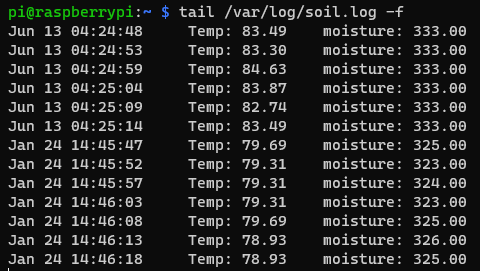 pi@raspberrypi:~ $ tail /var/log/soil.log -f
Jun 13 04:24:48     Temp: 83.49    moisture: 333.00
Jun 13 04:24:53     Temp: 83.30    moisture: 333.00
Jun 13 04:24:59     Temp: 84.63    moisture: 333.00
Jun 13 04:25:04     Temp: 83.87    moisture: 333.00
Jun 13 04:25:09     Temp: 82.74    moisture: 333.00
Jun 13 04:25:14     Temp: 83.49    moisture: 333.00
Jan 24 14:45:47     Temp: 79.69    moisture: 325.00
Jan 24 14:45:52     Temp: 79.31    moisture: 323.00
Jan 24 14:45:57     Temp: 79.31    moisture: 324.00
Jan 24 14:46:03     Temp: 79.31    moisture: 323.00
Jan 24 14:46:08     Temp: 79.69    moisture: 325.00
Jan 24 14:46:13     Temp: 78.93    moisture: 326.00
Jan 24 14:46:18     Temp: 78.93    moisture: 325.00